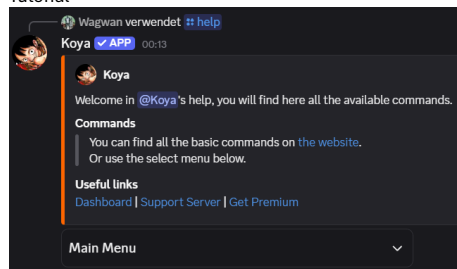 Wagwan verwendet help
Koya ✓ APP 00:13
Koya
Welcome in @Koya's help, you will find here all the available commands.
Commands
You can find all the basic commands on the website.
Or use the select menu below.
Useful links
Dashboard | Support Server | Get Premium
Main Menu